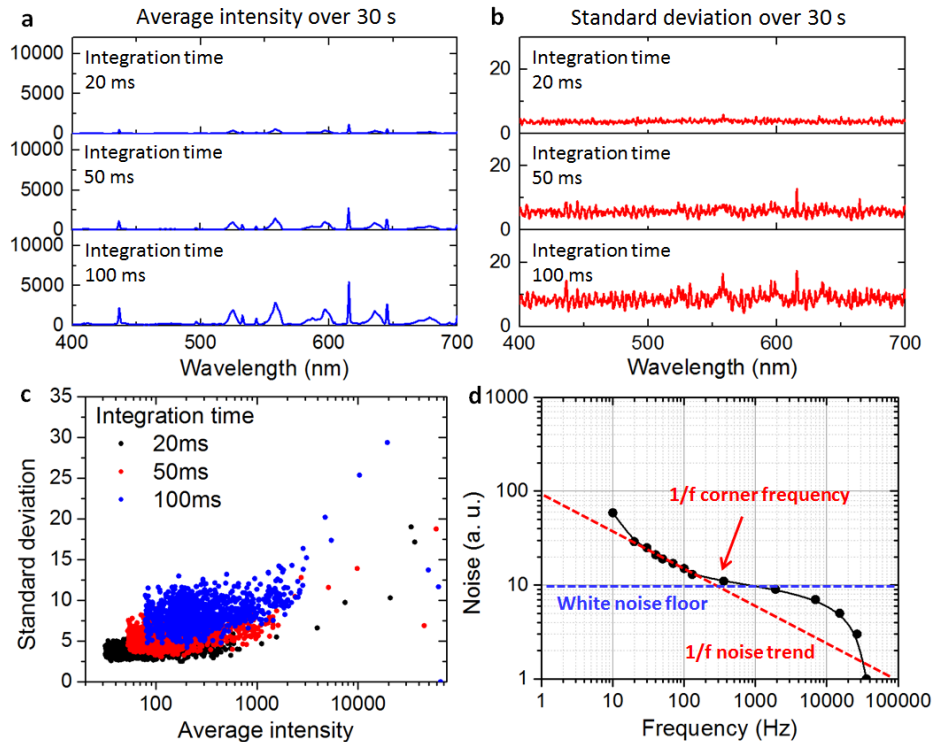 a Average intensity over 30 s
10000
5000
0
Integration time
20 ms
10000
5000
0
Integration time
50 ms
10000
5000
0
Integration time
100 ms
400 500 600 700
Wavelength (nm)
b Standard deviation over 30 s
20
0
Integration time
20 ms
20
0
Integration time
50 ms
20
0
Integration time
100 ms
400 500 600 700
Wavelength (nm)
c
35
30
25
20
15
10
5
0
Standard deviation
Integration time
20ms
50ms
100ms
100 1000 10000
Average intensity
d
1000
100
10
1
Noise (a. u.)
1/f corner frequency
White noise floor
1/f noise trend
1 10 100 1000 10000 100000
Frequency (Hz)